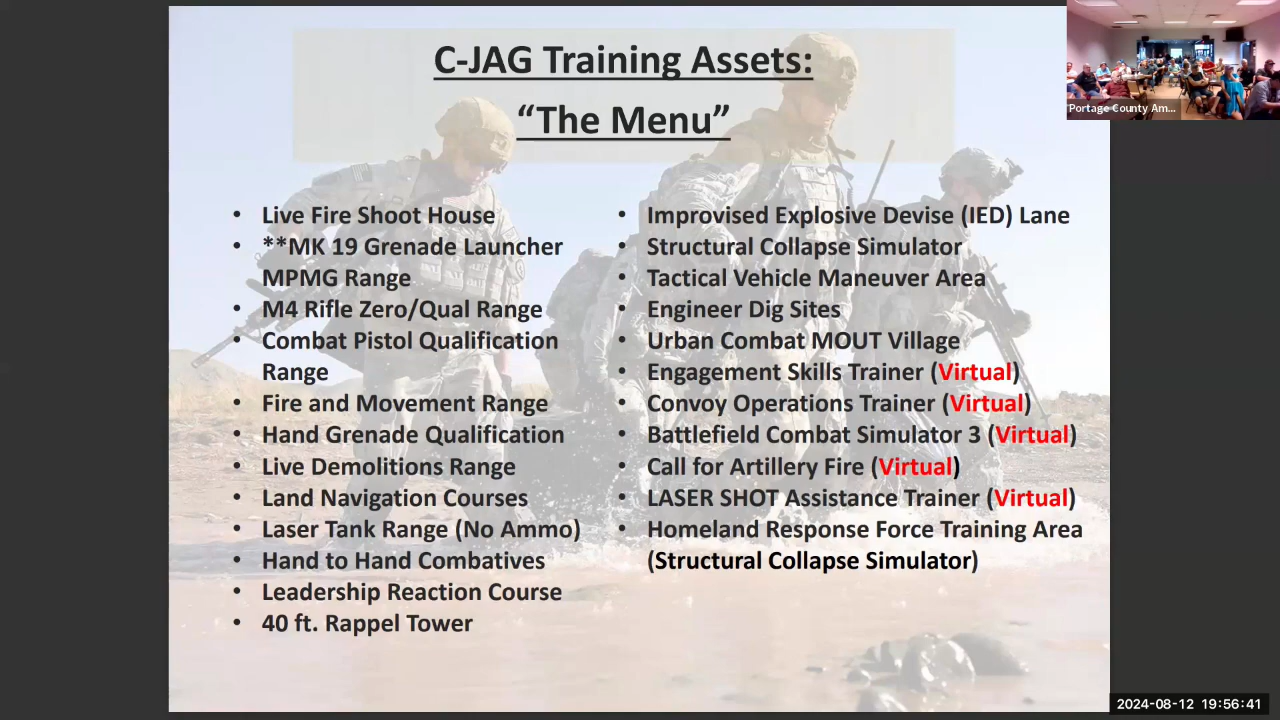 C-JAG Training Assets:
“The Menu”
• Live Fire Shoot House
• **MK 19 Grenade Launcher
MPMG Range
• M4 Rifle Zero/Qual Range
• Combat Pistol Qualification
Range
• Fire and Movement Range
• Hand Grenade Qualification
• Live Demolitions Range
• Land Navigation Courses
• Laser Tank Range (No Ammo)
• Hand to Hand Combatives
• Leadership Reaction Course
• 40 ft. Rappel Tower
• Improvised Explosive Devise (IED) Lane
• Structural Collapse Simulator
• Tactical Vehicle Maneuver Area
• Engineer Dig Sites
• Urban Combat MOUT Village
• Engagement Skills Trainer (Virtual)
• Convoy Operations Trainer (Virtual)
• Battlefield Combat Simulator 3 (Virtual)
• Call for Artillery Fire (Virtual)
• LASER SHOT Assistance Trainer (Virtual)
• Homeland Response Force Training Area
(Structural Collapse Simulator)
"Portage County Am...
2024-08-12 19:56:41